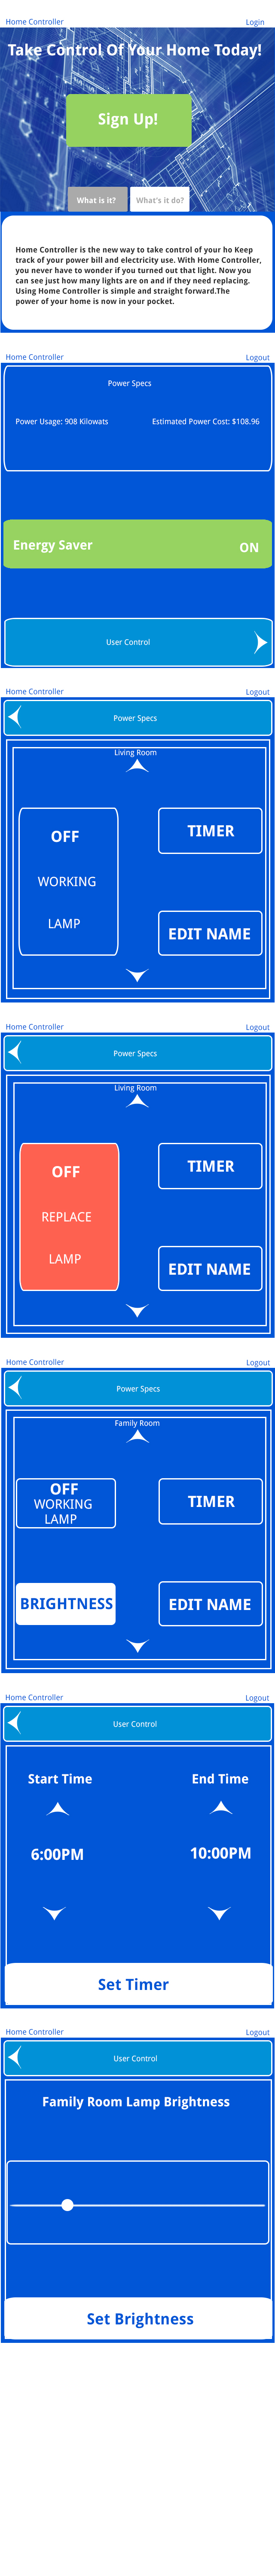 Home Controller Login
Take Control Of Your Home Today!
Sign Up!
What is it? What's it do?
Home Controller is the new way to take control of your ho Keep
track of your power bill and electricity use. With Home Controller,
you never have to wonder if you turned out that light. Now you
can see just how many lights are on and if they need replacing.
Using Home Controller is simple and straight forward.The
power of your home is now in your pocket.
Home Controller Logout
Power Specs
Power Usage: 908 Kilowats Estimated Power Cost: $108.96
Energy Saver ON
User Control
Home Controller Logout
Power Specs
Living Room
OFF
TIMER
WORKING
LAMP
EDIT NAME
Home Controller Logout
Power Specs
Living Room
OFF
TIMER
REPLACE
LAMP
EDIT NAME
Home Controller Logout
Power Specs
Family Room
OFF
WORKING
LAMP
TIMER
BRIGHTNESS
EDIT NAME
Home Controller Logout
User Control
Start Time End Time
6:00PM 10:00PM
Set Timer
Home Controller Logout
User Control
Family Room Lamp Brightness
Set Brightness